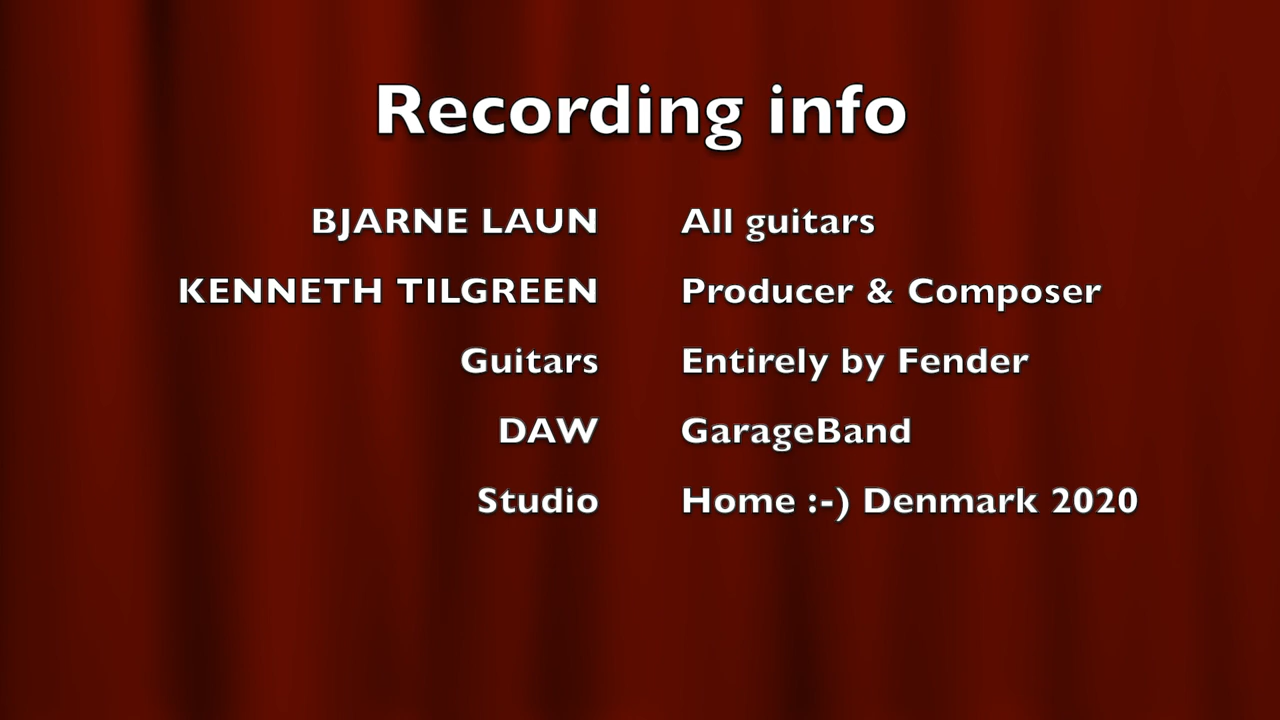 Recording info
BJARNE LAUN All guitars
KENNETH TILGREEN Producer & Composer
Guitars Entirely by Fender
DAW GarageBand
Studio Home :-) Denmark 2020